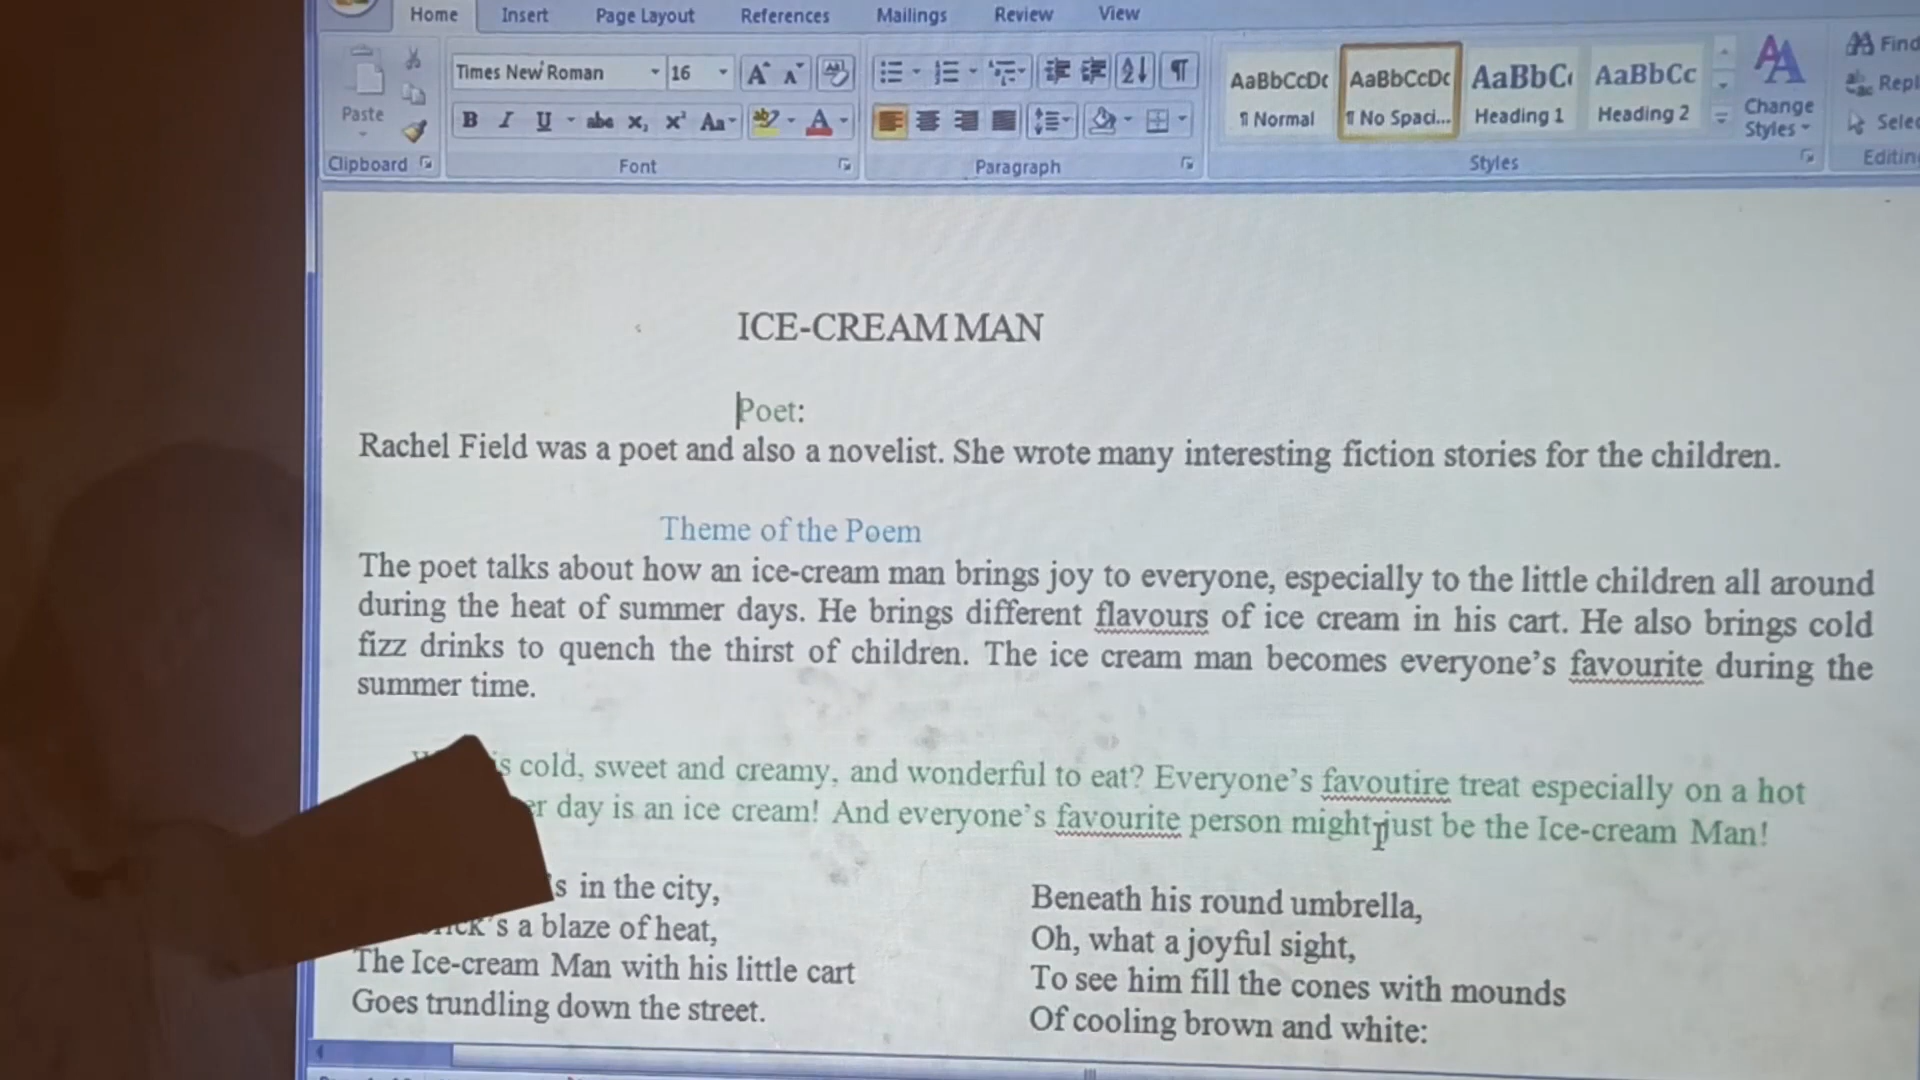 Home Insert Page Layout References Mailings Review View
Times New Roman 16
Paste
B I U abc x₂ x² Aa A
Clipboard Font Paragraph Styles
AaBbCcDc AaBbCcDc AaBbC AaBbCc
¶ Normal ¶ No Spaci... Heading 1 Heading 2
Change
Styles
Find
ICE-CREAM MAN
Poet:
Rachel Field was a poet and also a novelist. She wrote many interesting fiction stories for the children.
Theme of the Poem
The poet talks about how an ice-cream man brings joy to everyone, especially to the little children all around
during the heat of summer days. He brings different flavours of ice cream in his cart. He also brings cold
fizz drinks to quench the thirst of children. The ice cream man becomes everyone's favourite during the
summer time.
is cold, sweet and creamy, and wonderful to eat? Everyone's favoutire treat especially on a hot
day is an ice cream! And everyone's favourite person might just be the Ice-cream Man!
in the city,
a blaze of heat,
The Ice-cream Man with his little cart
Goes trundling down the street.
Beneath his round umbrella,
Oh, what a joyful sight,
To see him fill the cones with mounds
Of cooling brown and white: